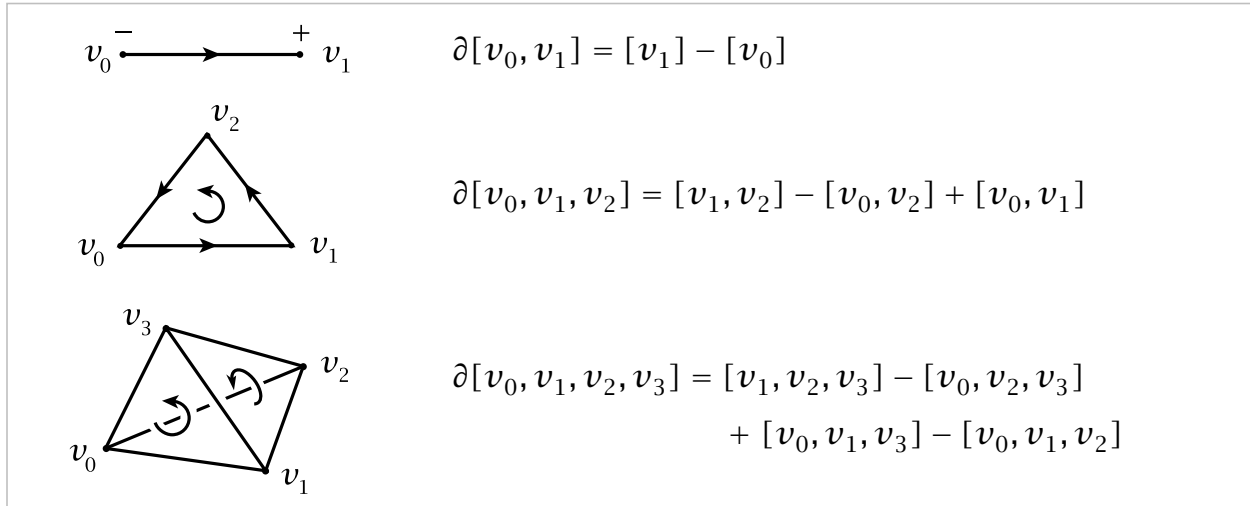 − +
v₀ v₁ ∂[v₀, v₁] = [v₁] − [v₀]
v₂
∂[v₀, v₁, v₂] = [v₁, v₂] − [v₀, v₂] + [v₀, v₁]
v₀ v₁
v₃
v₂ ∂[v₀, v₁, v₂, v₃] = [v₁, v₂, v₃] − [v₀, v₂, v₃]
+ [v₀, v₁, v₃] − [v₀, v₁, v₂]
v₀
v₁